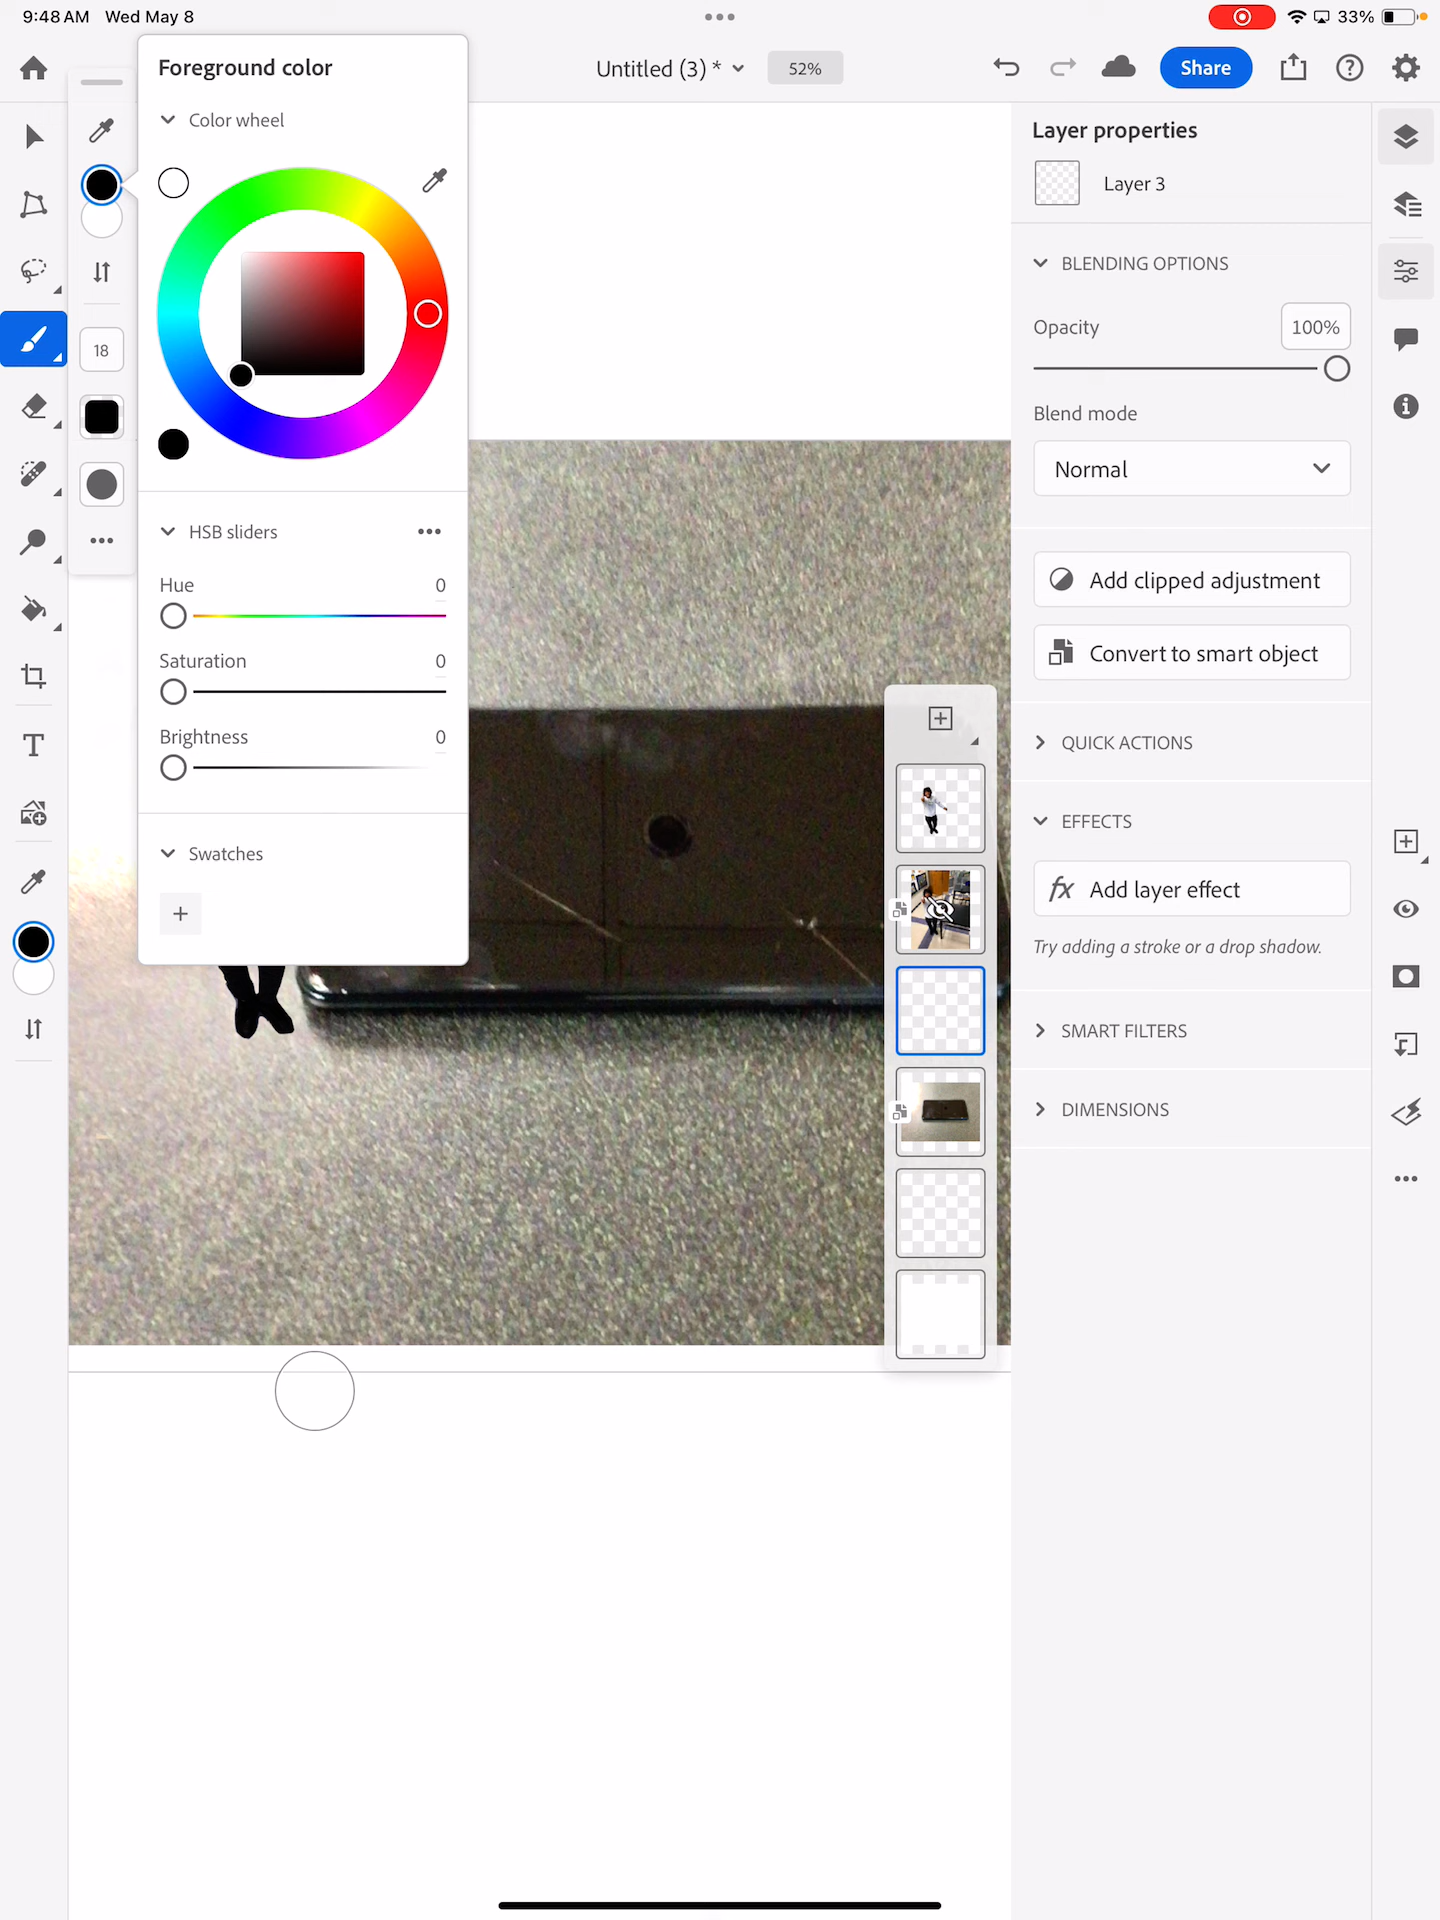 9:48 AM Wed May 8
33%
Untitled (3) *
52%
Share
Foreground color
Color wheel
18
HSB sliders
Hue 0
Saturation 0
Brightness 0
Swatches
T
Layer properties
Layer 3
BLENDING OPTIONS
Opacity 100%
Blend mode
Normal
Add clipped adjustment
Convert to smart object
QUICK ACTIONS
EFFECTS
fx Add layer effect
Try adding a stroke or a drop shadow.
SMART FILTERS
DIMENSIONS